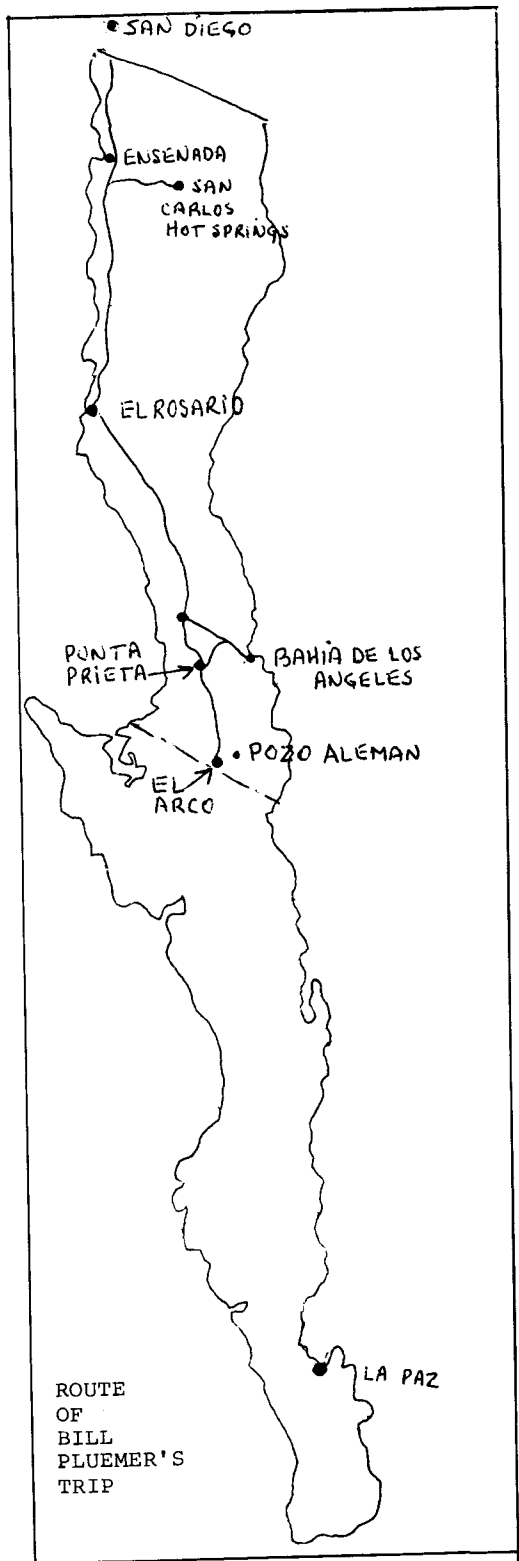 SAN DIEGO
ENSENADA
SAN
CARLOS
HOT SPRINGS
EL ROSARIO
PUNTA
PRIETA
BAHIA DE LOS
ANGELES
POZO ALEMAN
EL
ARCO
LA PAZ
ROUTE
OF
BILL
PLUEMER'S
TRIP